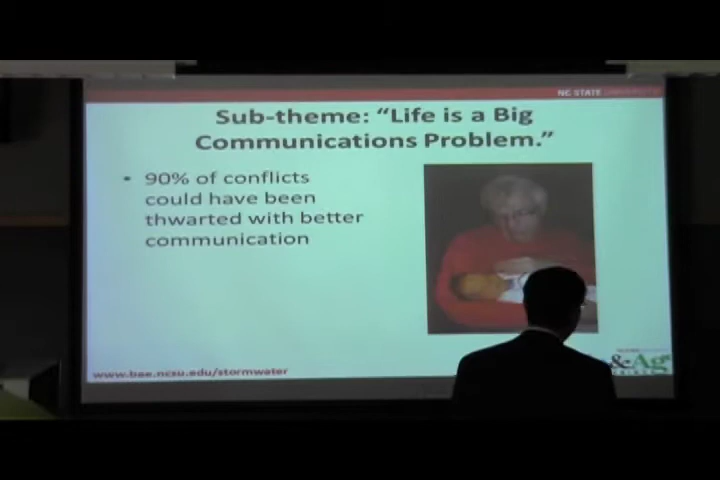 NC STATE UNIVERSITY
Sub-theme: “Life is a Big
Communications Problem.”
• 90% of conflicts
could have been
thwarted with better
communication
www.bae.ncsu.edu/stormwater
&Ag